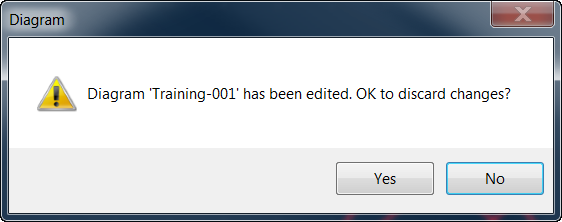 Diagram
Diagram 'Training-001' has been edited. OK to discard changes?
Yes
No